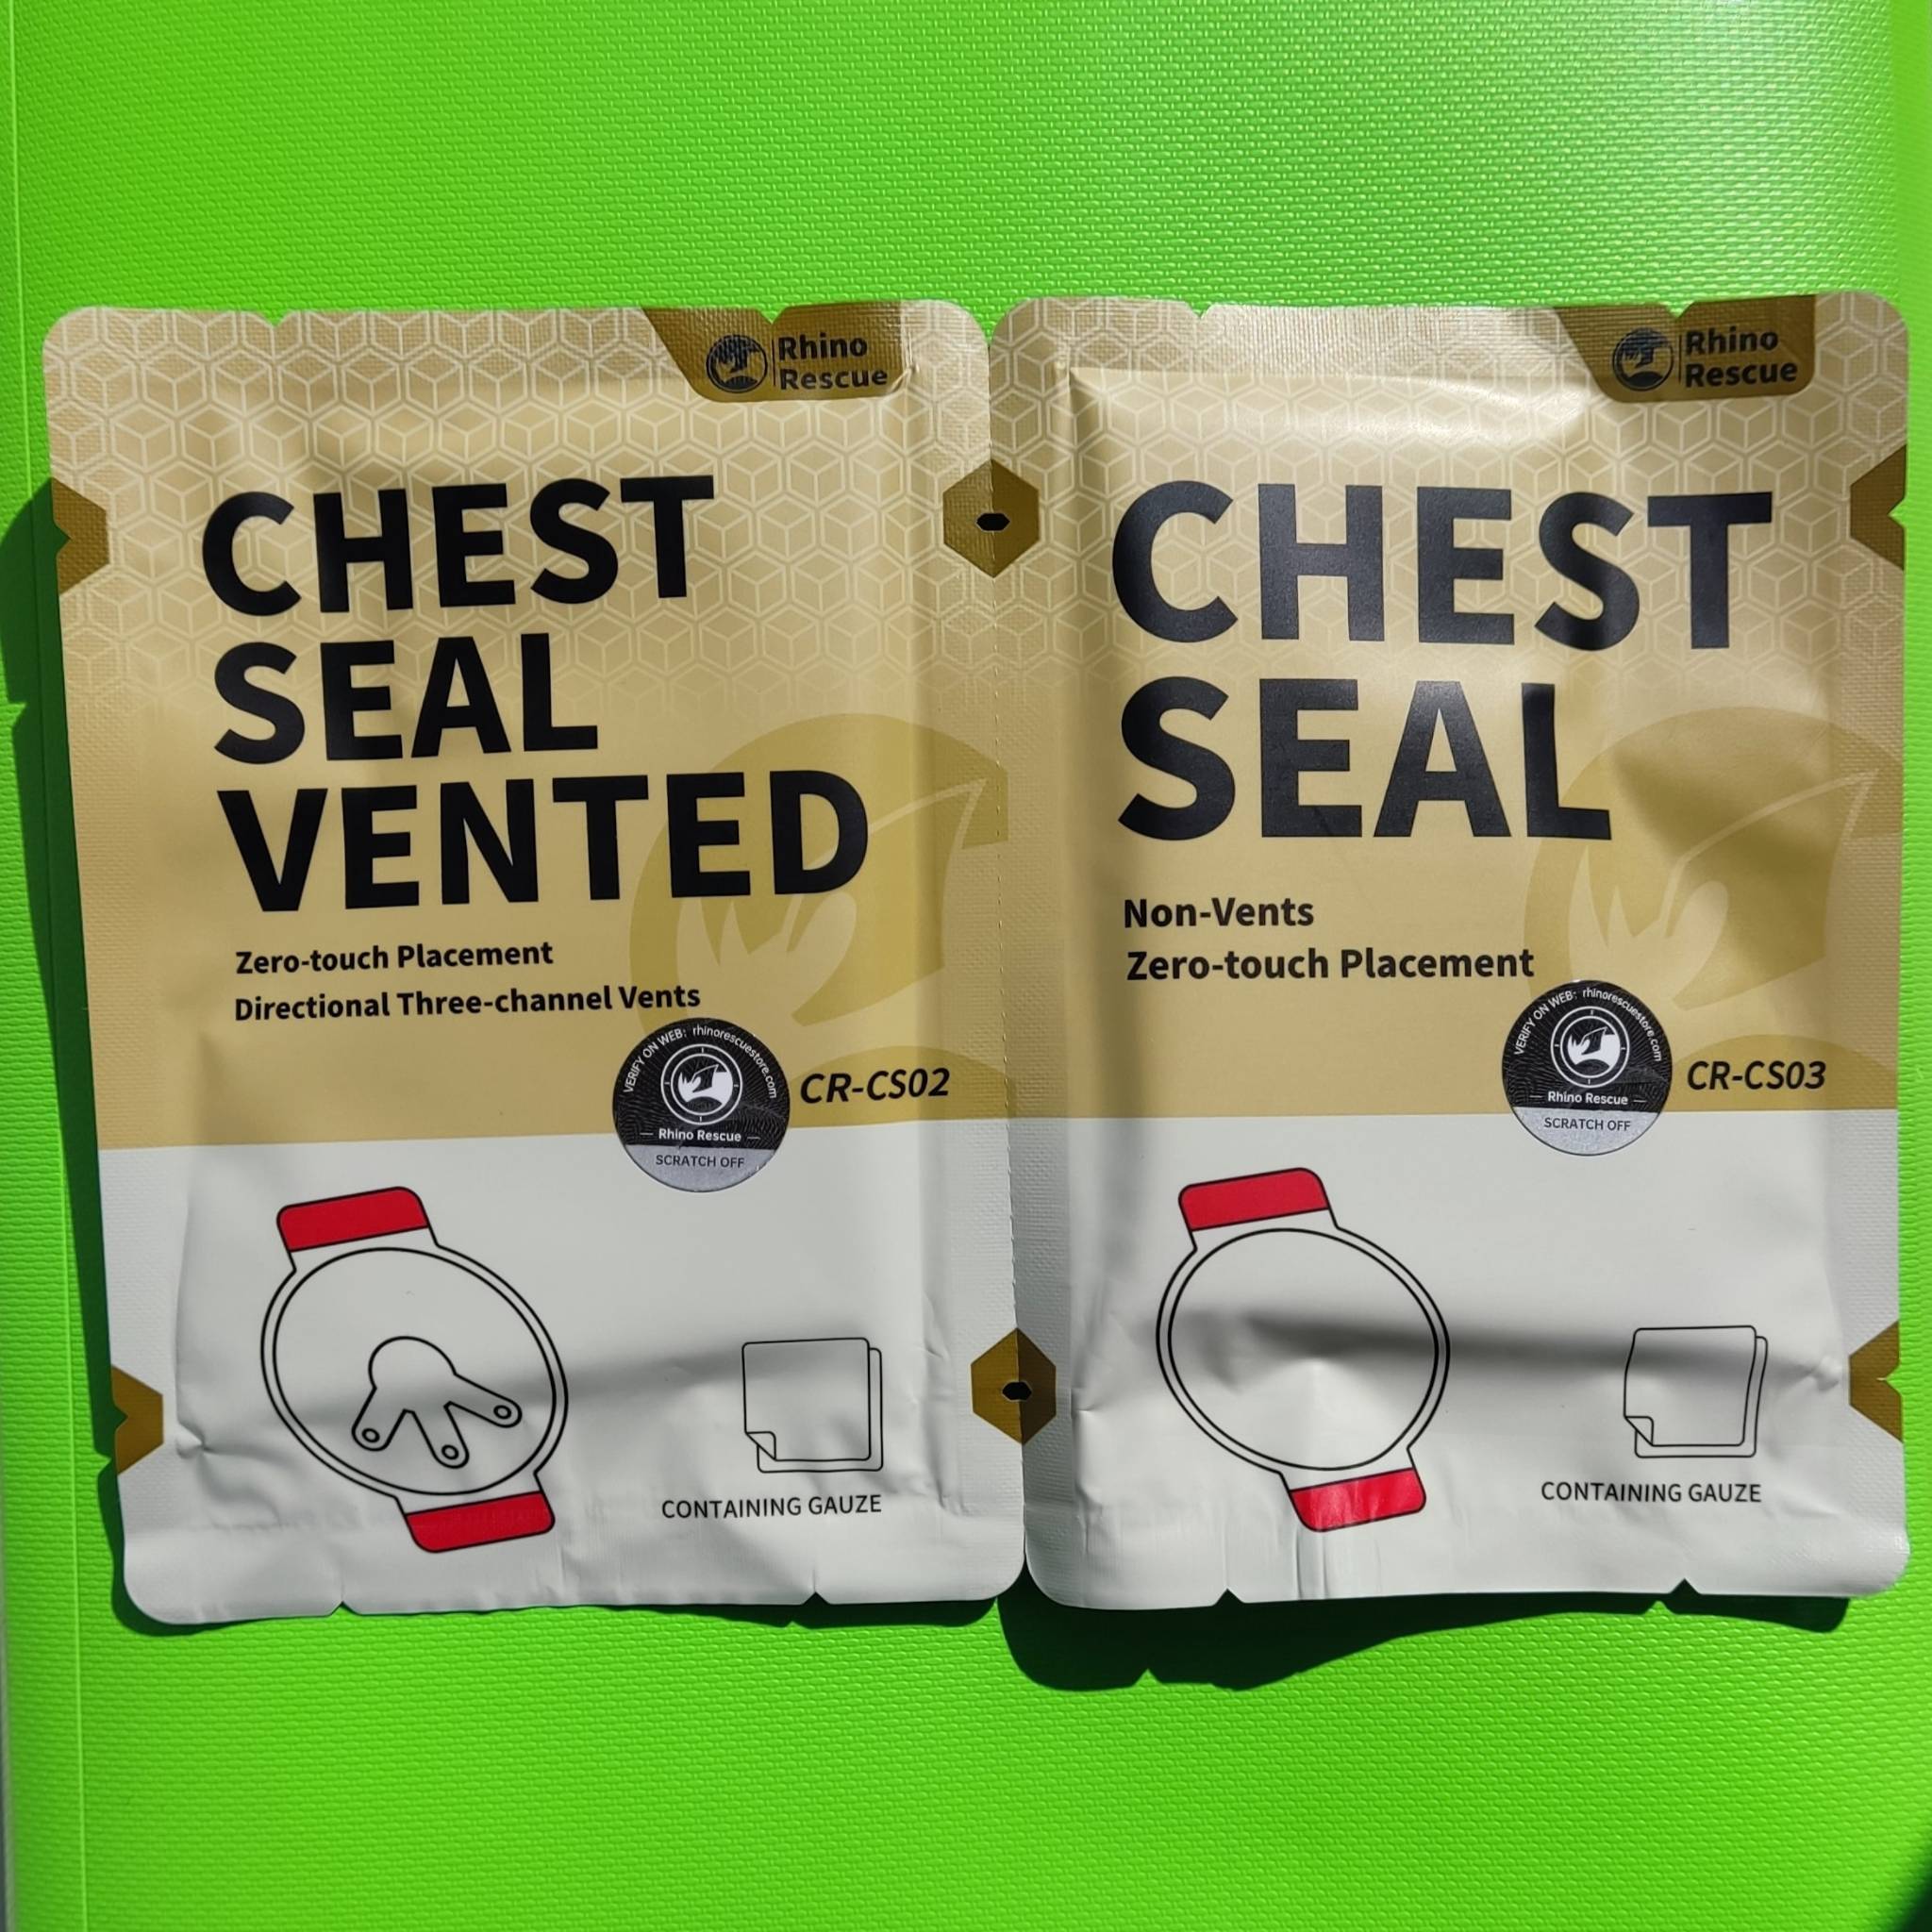 Rhino
Rescue
CHEST
SEAL
VENTED
Zero-touch Placement
Directional Three-channel Vents
VERIFY ON WEB: rhinorescuestore.com
Rhino Rescue
SCRATCH OFF
CR-CS02
CONTAINING GAUZE
Rhino
Rescue
CHEST
SEAL
Non-Vents
Zero-touch Placement
VERIFY ON WEB: rhinorescuestore.com
Rhino Rescue
SCRATCH OFF
CR-CS03
CONTAINING GAUZE